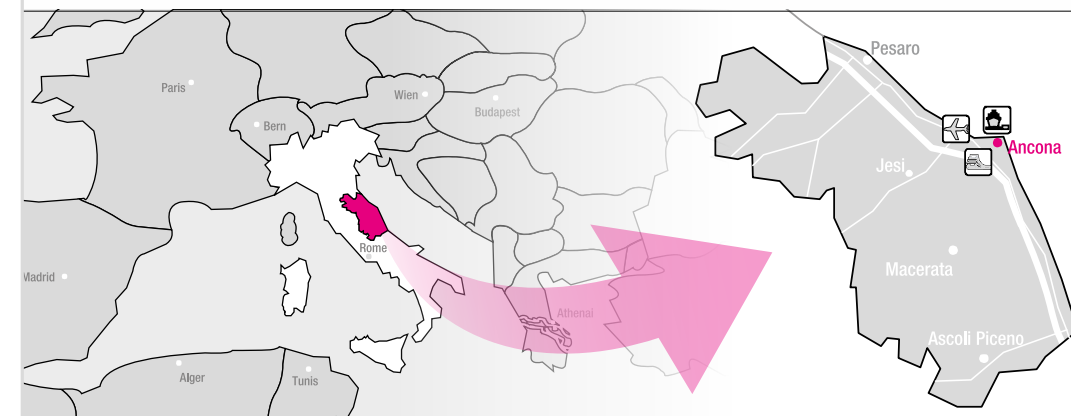 Paris
Bern
Wien
Budapest
Madrid
Rome
Athenai
Alger
Tunis
Pesaro
Ancona
Jesi
Macerata
Ascoli Piceno